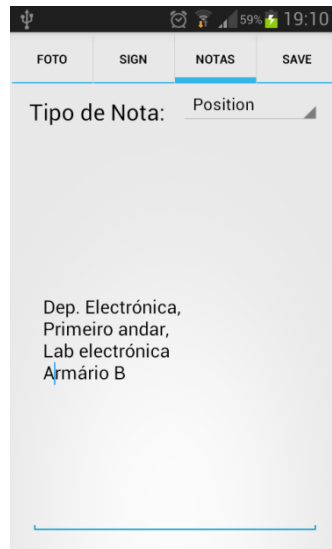 59% 19:10
FOTO SIGN NOTAS SAVE
Tipo de Nota: Position
Dep. Electrónica,
Primeiro andar,
Lab electrónica
Armário B